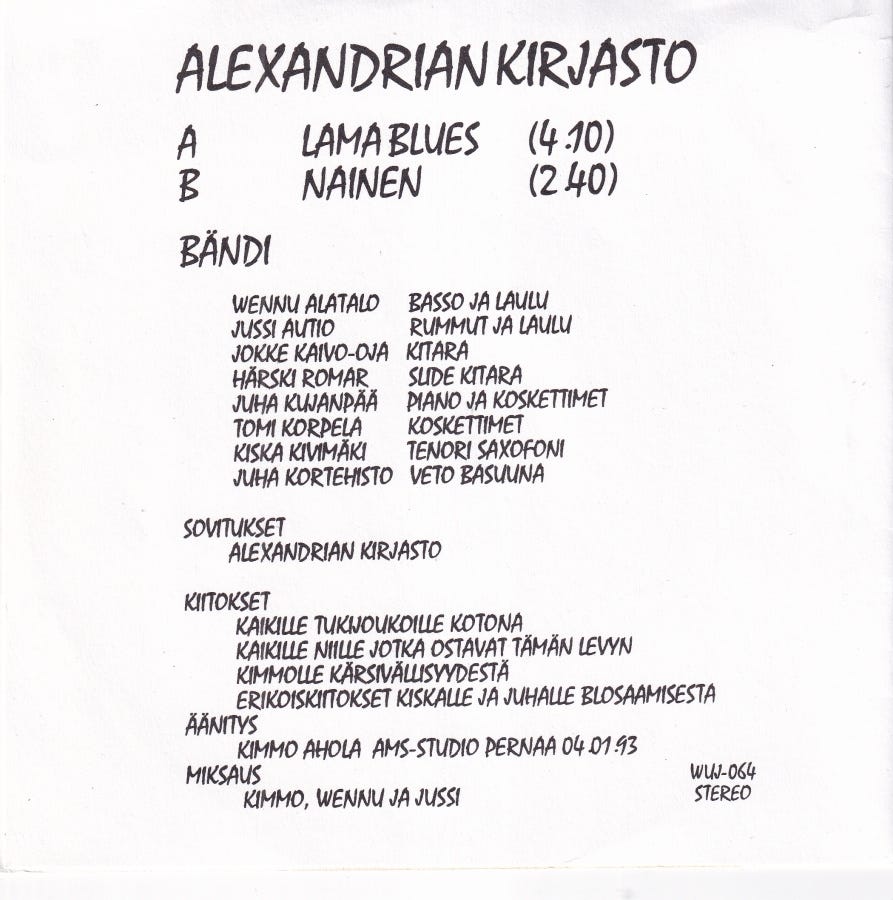 ALEXANDRIAN KIRJASTO
A LAMA BLUES (4.10)
B NAINEN (2.40)
BÄNDI
WENNU ALATALO BASSO JA LAULU
JUSSI AUTIO RUMMUT JA LAULU
JOKKE KAIVO-OJA KITARA
HÄRSKI ROMAR SLIDE KITARA
JUHA KUJANPÄÄ PIANO JA KOSKETTIMET
TOMI KORPELA KOSKETTIMET
KISKA KIVIMÄKI TENORI SAXOFONI
JUHA KORTEHISTO VETO BASUUNA
SOVITUKSET
ALEXANDRIAN KIRJASTO
KIITOKSET
KAIKILLE TUKIJOUKOILLE KOTONA
KAIKILLE NIILLE JOTKA OSTAVAT TÄMÄN LEVYN
KIMMOLLE KÄRSIVÄLLISYYDESTÄ
ERIKOISKIITOKSET KISKALLE JA JUHALLE BLOSAAMISESTA
ÄÄNITYS
KIMMO AHOLA AMS-STUDIO PERNAA 04.01.93
MIKSAUS
KIMMO, WENNU JA JUSSI
WUJ-064
STEREO